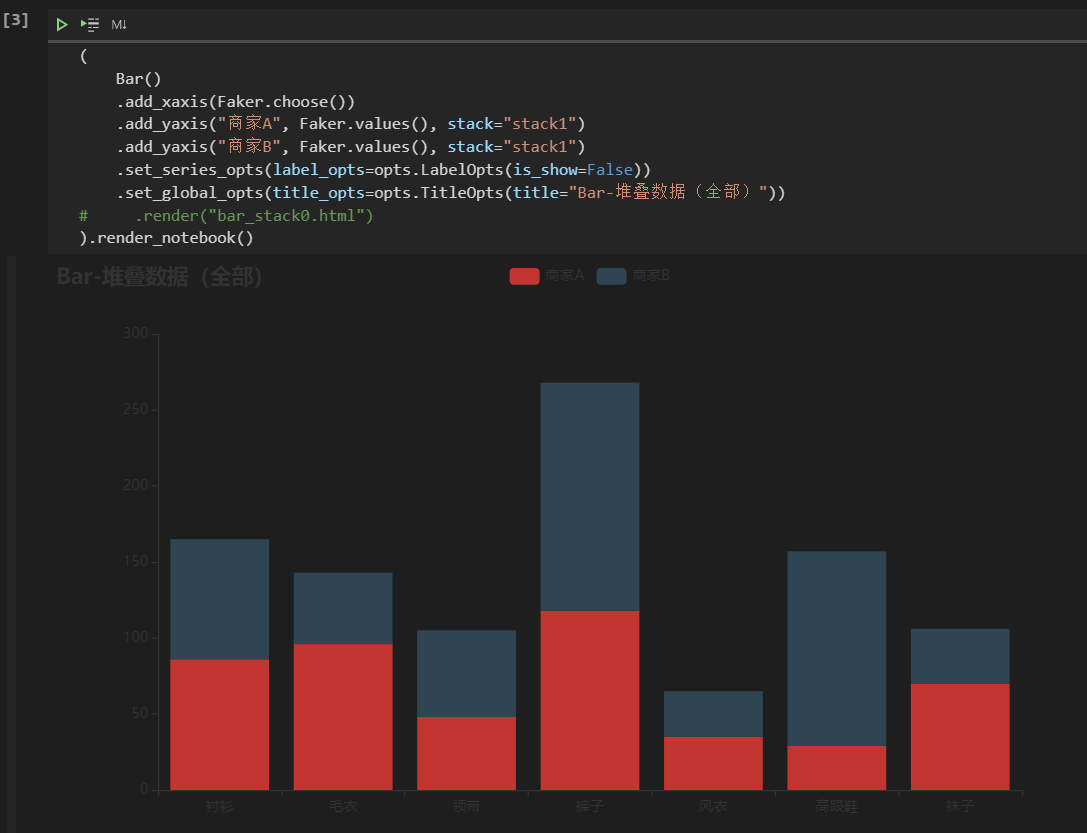 [3]
M↓
(
    Bar()
    .add_xaxis(Faker.choose())
    .add_yaxis("商家A", Faker.values(), stack="stack1")
    .add_yaxis("商家B", Faker.values(), stack="stack1")
    .set_series_opts(label_opts=opts.LabelOpts(is_show=False))
    .set_global_opts(title_opts=opts.TitleOpts(title="Bar-堆叠数据（全部）"))
#     .render("bar_stack0.html")
).render_notebook()
Bar-堆叠数据（全部）
商家A 商家B
300
250
200
150
100
50
0
衬衫 毛衣 领带 裤子 风衣 高跟鞋 袜子